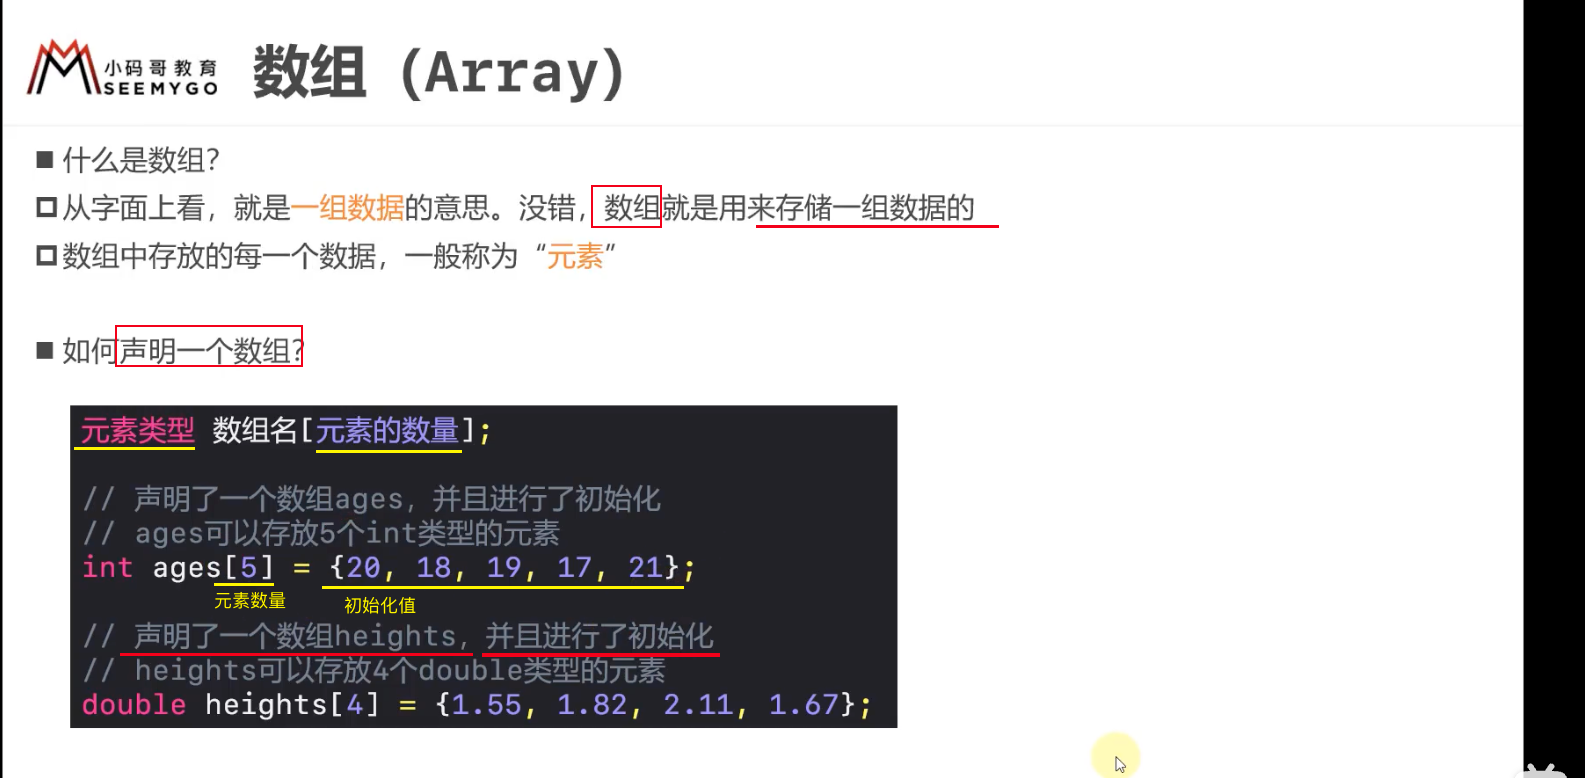 小码哥教育
SEEMYGO
数组（Array）
什么是数组？
从字面上看，就是一组数据的意思。没错，数组就是用来存储一组数据的
数组中存放的每一个数据，一般称为“元素”
如何声明一个数组？
元素类型 数组名[元素的数量];
// 声明了一个数组ages，并且进行了初始化
// ages可以存放5个int类型的元素
int ages[5] = {20, 18, 19, 17, 21};
元素数量 初始化值
// 声明了一个数组heights，并且进行了初始化
// heights可以存放4个double类型的元素
double heights[4] = {1.55, 1.82, 2.11, 1.67};